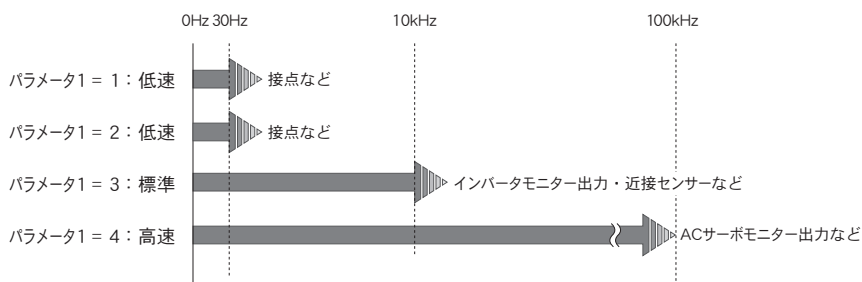 0Hz 30Hz 10kHz 100kHz
パラメータ1 = 1：低速 接点など
パラメータ1 = 2：低速 接点など
パラメータ1 = 3：標準 インバータモニター出力・近接センサーなど
パラメータ1 = 4：高速 ACサーボモニター出力など